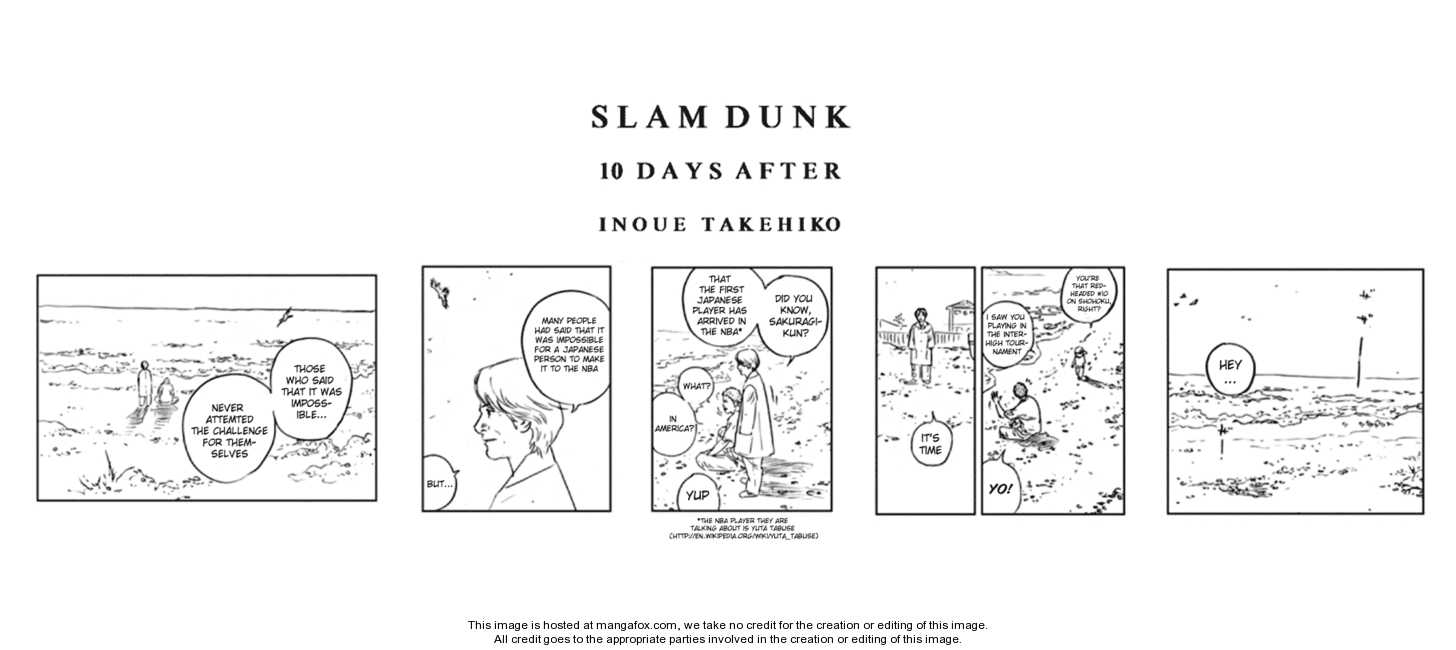 SLAM DUNK
10 DAYS AFTER
INOUE TAKEHIKO
HEY
...
YOU'RE
THAT RED-
HEADED #10
ON SHOHOKU,
RIGHT?
I SAW YOU
PLAYING IN
THE INTER-
HIGH TOUR-
NAMENT
YO!
IT'S
TIME
DID YOU
KNOW,
SAKURAGI-
KUN?
THAT
THE FIRST
JAPANESE
PLAYER HAS
ARRIVED IN
THE NBA*
WHAT?
IN
AMERICA?
YUP
*THE NBA PLAYER THEY ARE
TALKING ABOUT IS YUTA TABUSE
(HTTP://EN.WIKIPEDIA.ORG/WIKI/YUTA_TABUSE)
MANY PEOPLE
HAD SAID THAT IT
WAS IMPOSSIBLE
FOR A JAPANESE
PERSON TO MAKE
IT TO THE NBA
BUT...
THOSE
WHO SAID
THAT IT WAS
IMPOSS-
IBLE...
NEVER
ATTEMTED
THE CHALLENGE
FOR THEM-
SELVES
This image is hosted at mangafox.com, we take no credit for the creation or editing of this image.
All credit goes to the appropriate parties involved in the creation or editing of this image.